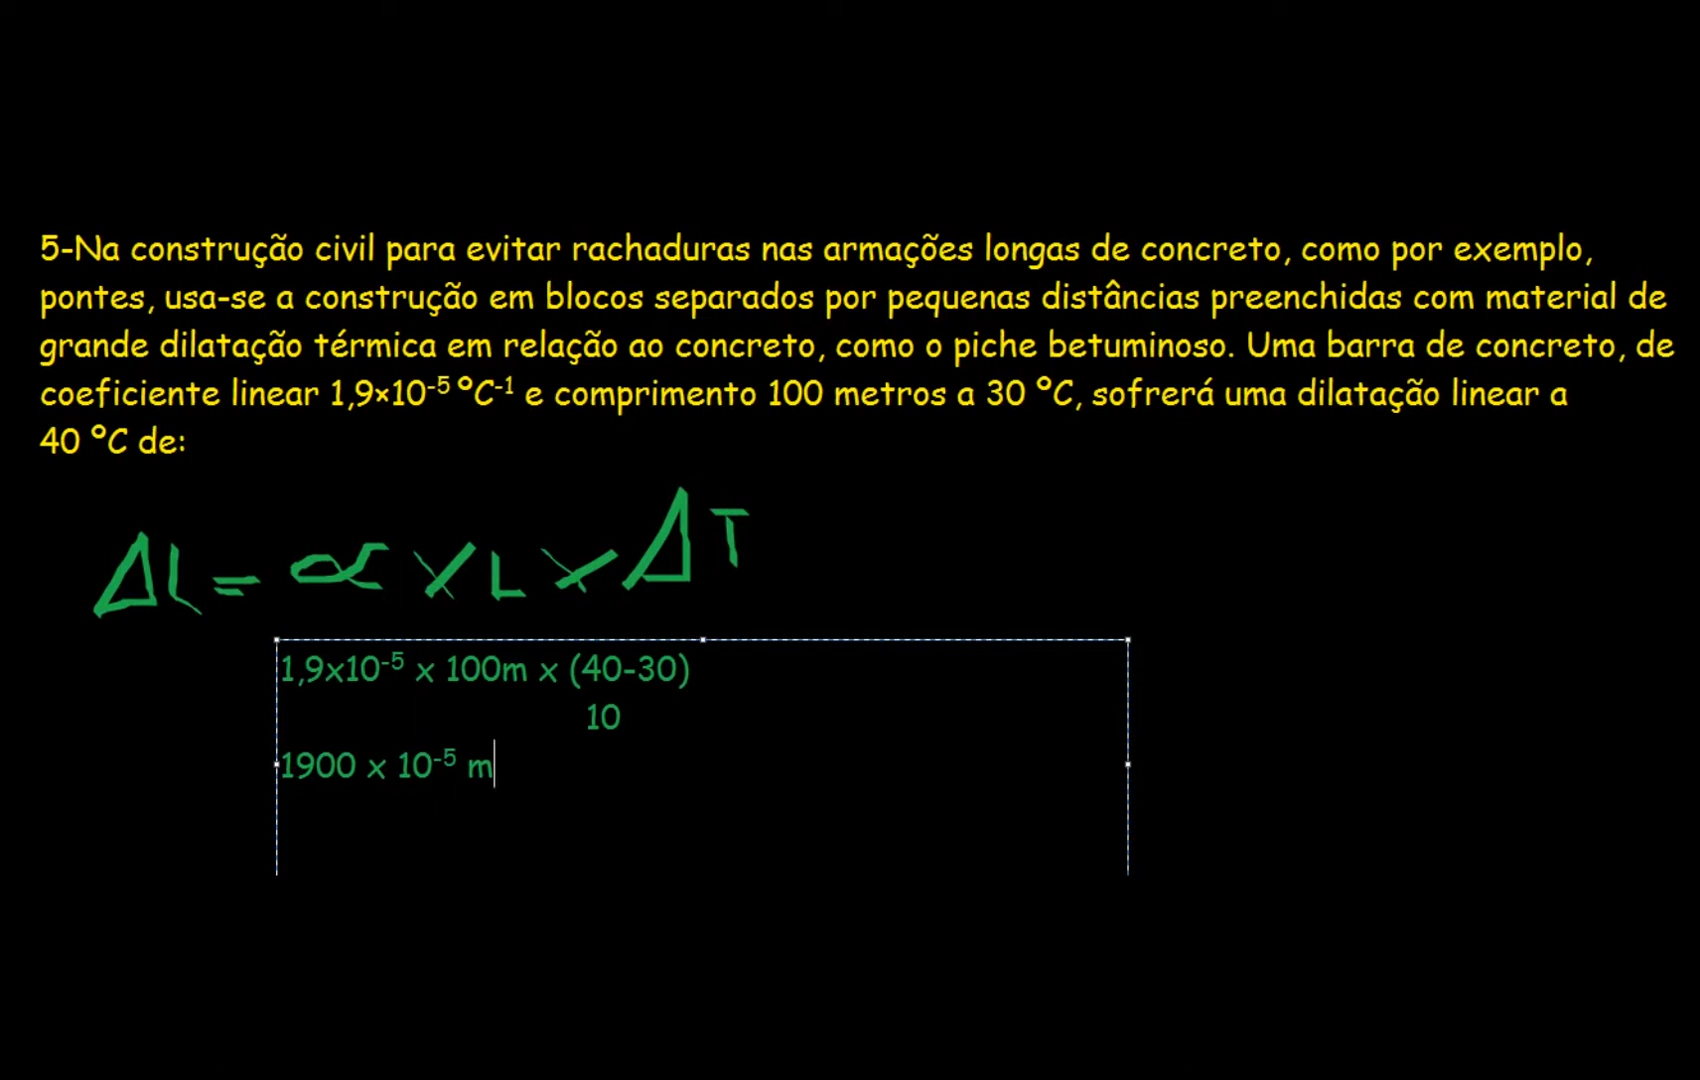 5-Na construção civil para evitar rachaduras nas armações longas de concreto, como por exemplo,
pontes, usa-se a construção em blocos separados por pequenas distâncias preenchidas com material de
grande dilatação térmica em relação ao concreto, como o piche betuminoso. Uma barra de concreto, de
coeficiente linear 1,9×10⁻⁵ ºC⁻¹ e comprimento 100 metros a 30 ºC, sofrerá uma dilatação linear a
40 ºC de:
ΔL = α x L x ΔT
1,9x10⁻⁵ x 100m x (40-30)
10
1900 x 10⁻⁵ m